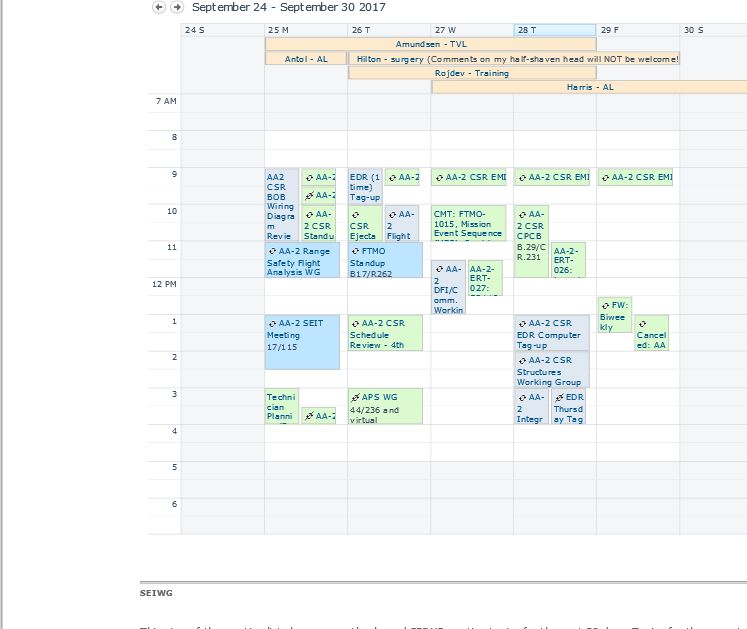 September 24 - September 30 2017
24 S
25 M
26 T
27 W
28 T
29 F
30 S
Amundsen - TVL
Antol - AL
Hilton - surgery (Comments on my half-shaven head will NOT be welcome!
Rojdev - Training
Harris - AL
7 AM
8
9
AA2
CSR
BOB
Wiring
Diagra
m
Revie
AA-2
AA-2
AA-
2 CSR
Standu
EDR (1
time)
Tag-up
AA-2
AA-2 CSR EMI
AA-2 CSR EMI
AA-2 CSR EMI
10
CSR
Ejecta
AA-
2
Flight
CMT: FTMO-
1015, Mission
Event Sequence
AA-
2 CSR
CPCB
B.29/C
R.231
11
AA-2 Range
Safety Flight
Analysis WG
FTMO
Standup
B17/R262
AA-
2
DFI/C
omm.
Workin
AA-2-
ERT-
027:
AA-2-
ERT-
026:
12 PM
FW:
Biwee
kly
1
AA-2 SEIT
Meeting
17/115
AA-2 CSR
Schedule
Review - 4th
AA-2 CSR
EDR Computer
Tag-up
Cancel
ed: AA
2
AA-2 CSR
Structures
Working Group
3
Techni
cian
Planni
AA-2
APS WG
44/236 and
virtual
AA-
2
Integr
EDR
Thursd
ay Tag
4
5
6
SEIWG